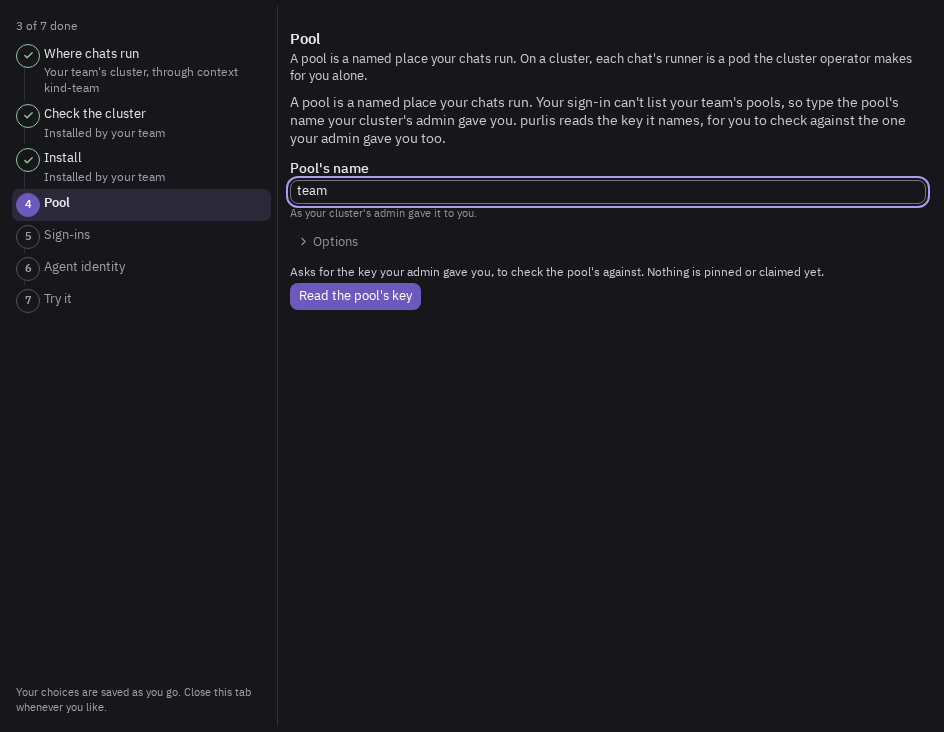 3 of 7 done
Where chats run
Your team's cluster, through context
kind-team
Check the cluster
Installed by your team
Install
Installed by your team
4
Pool
5
Sign-ins
6
Agent identity
7
Try it
Your choices are saved as you go. Close this tab
whenever you like.
Pool
A pool is a named place your chats run. On a cluster, each chat's runner is a pod the cluster operator makes
for you alone.
A pool is a named place your chats run. Your sign-in can't list your team's pools, so type the pool's
name your cluster's admin gave you. purlis reads the key it names, for you to check against the one
your admin gave you too.
Pool's name
team
As your cluster's admin gave it to you.
Options
Asks for the key your admin gave you, to check the pool's against. Nothing is pinned or claimed yet.
Read the pool's key